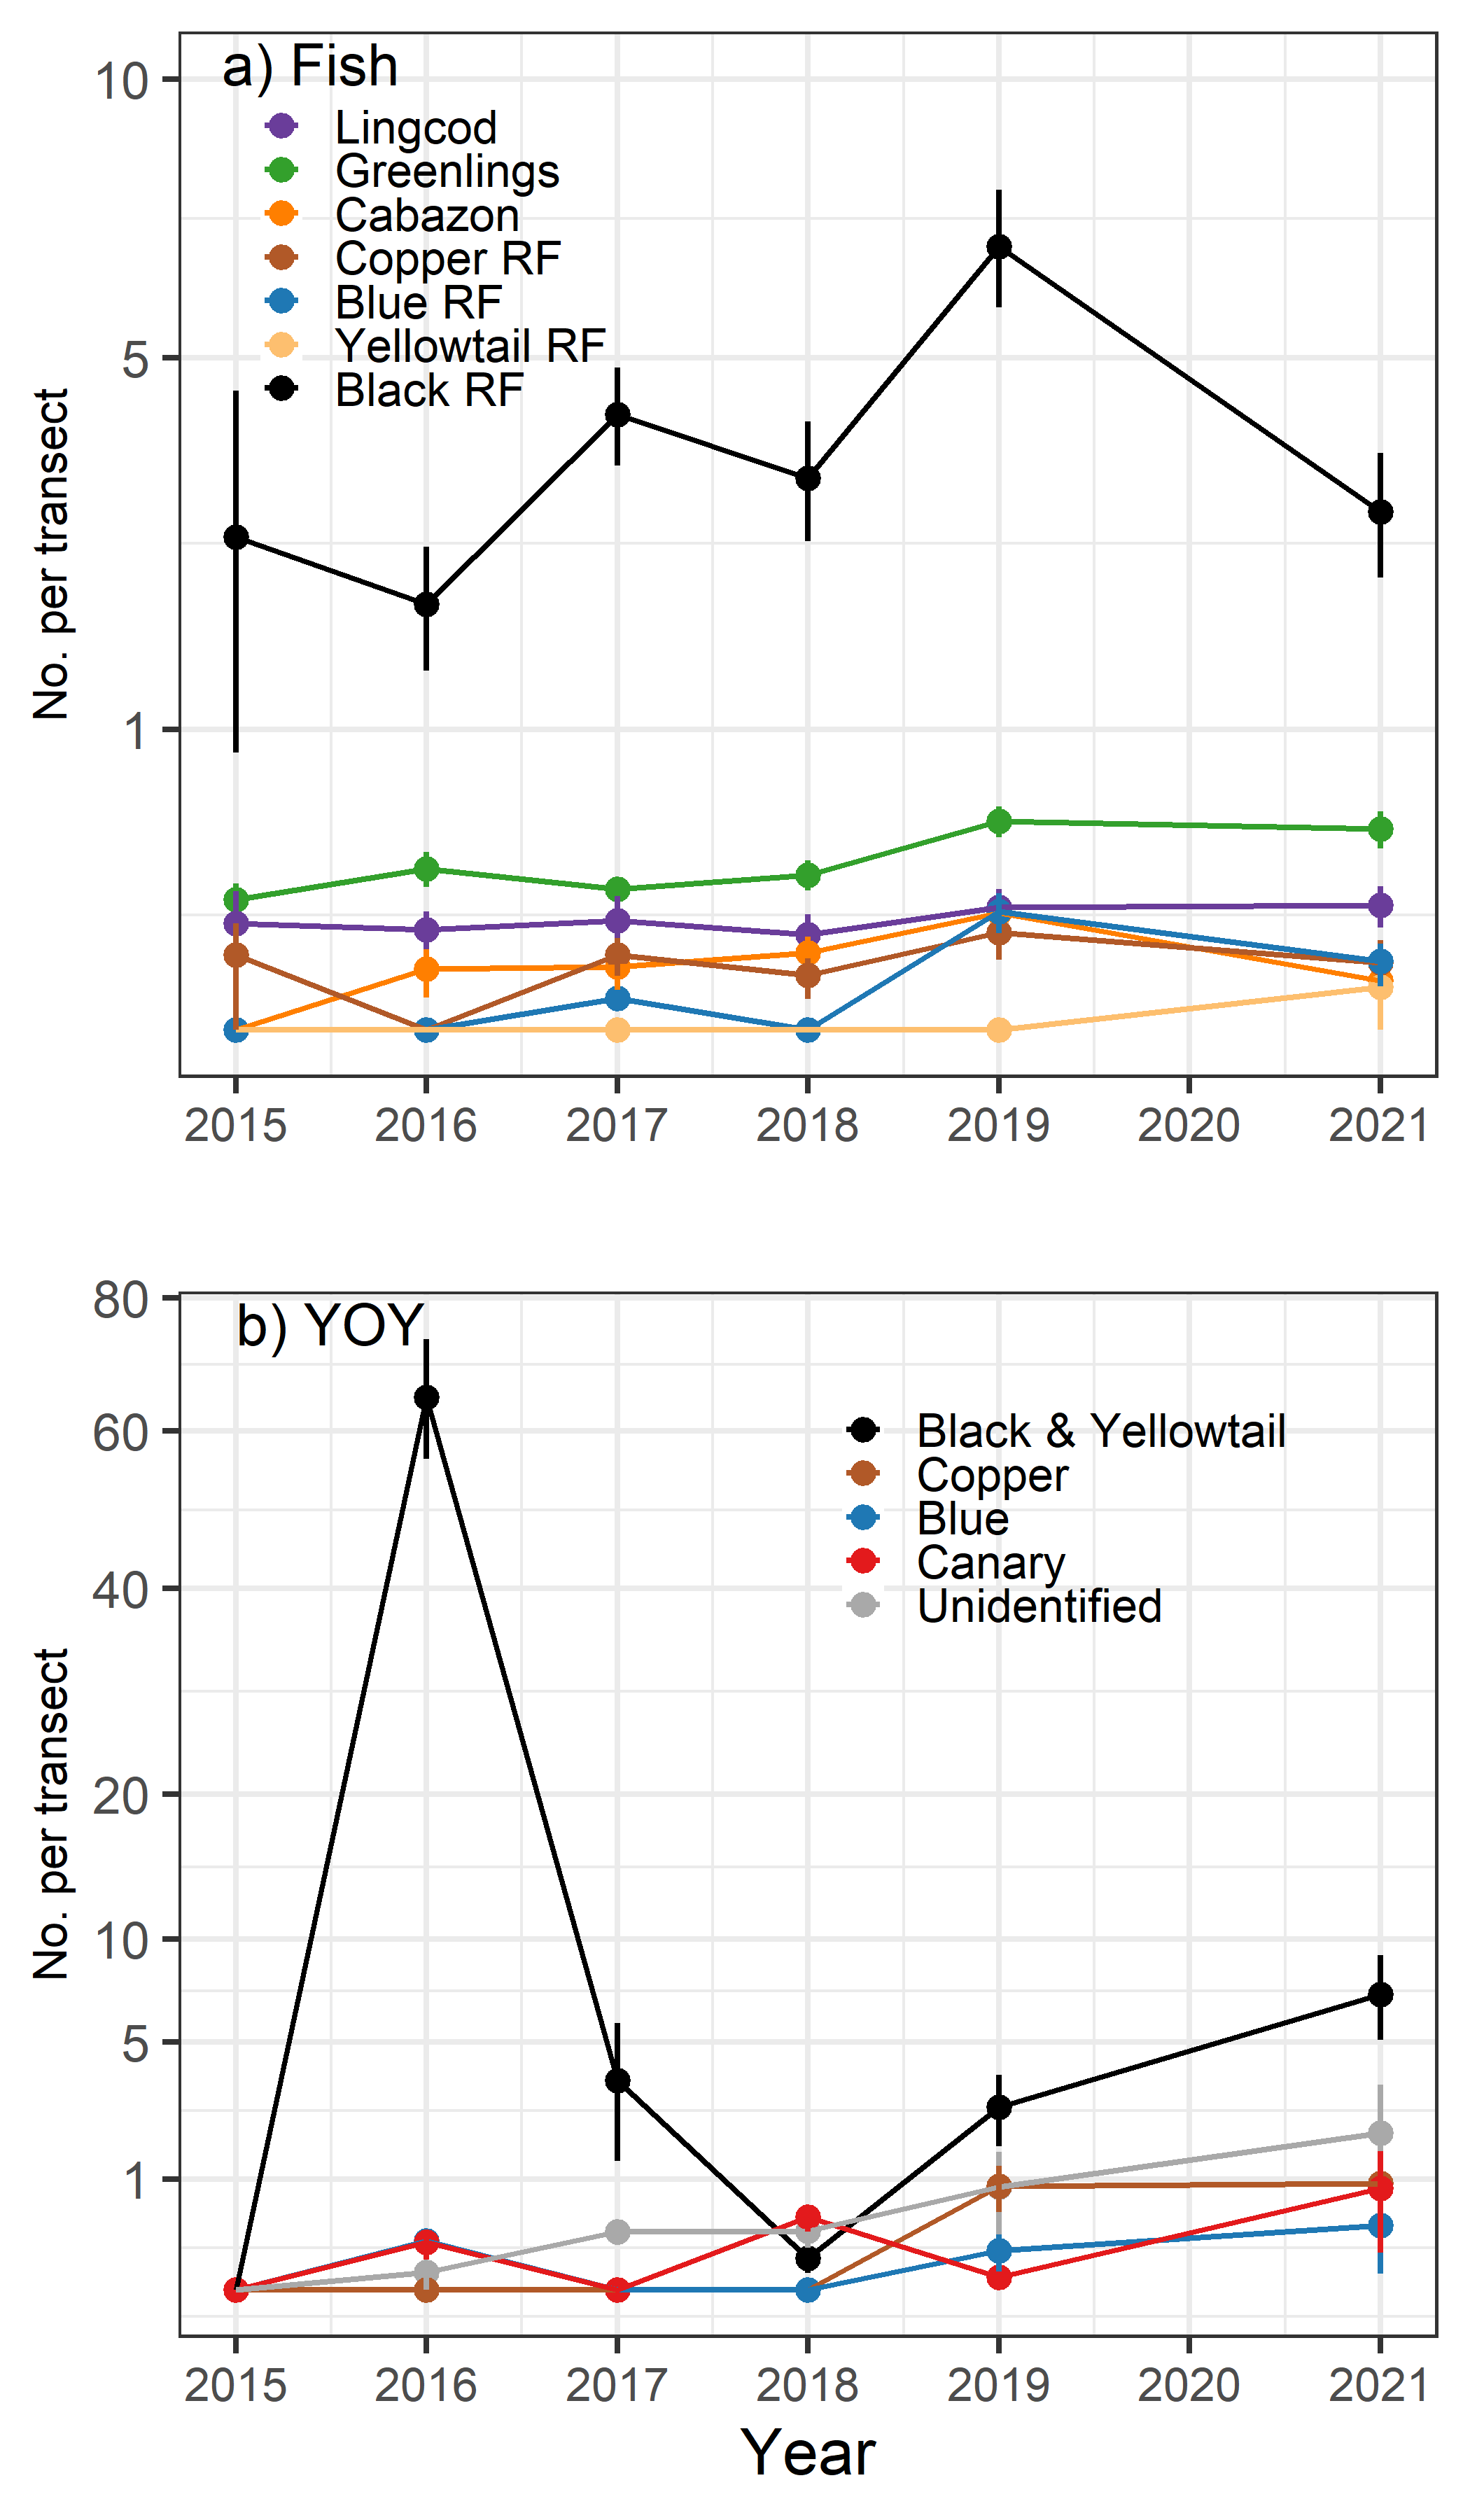 a) Fish
10
5
1
No. per transect
Lingcod
Greenlings
Cabazon
Copper RF
Blue RF
Yellowtail RF
Black RF
2015 2016 2017 2018 2019 2020 2021
b) YOY
80
60
40
20
10
5
1
No. per transect
Black & Yellowtail
Copper
Blue
Canary
Unidentified
2015 2016 2017 2018 2019 2020 2021
Year